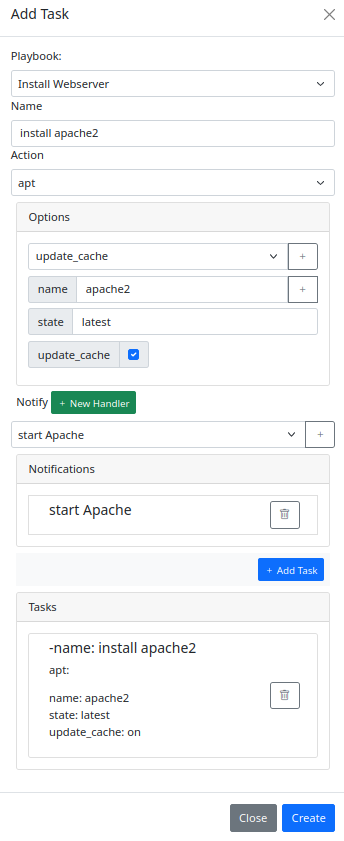 Add Task
Playbook:
Install Webserver
Name
install apache2
Action
apt
Options
update_cache +
name apache2 +
state latest
update_cache
Notify + New Handler
start Apache +
Notifications
start Apache
+ Add Task
Tasks
-name: install apache2
apt:
name: apache2
state: latest
update_cache: on
Close Create